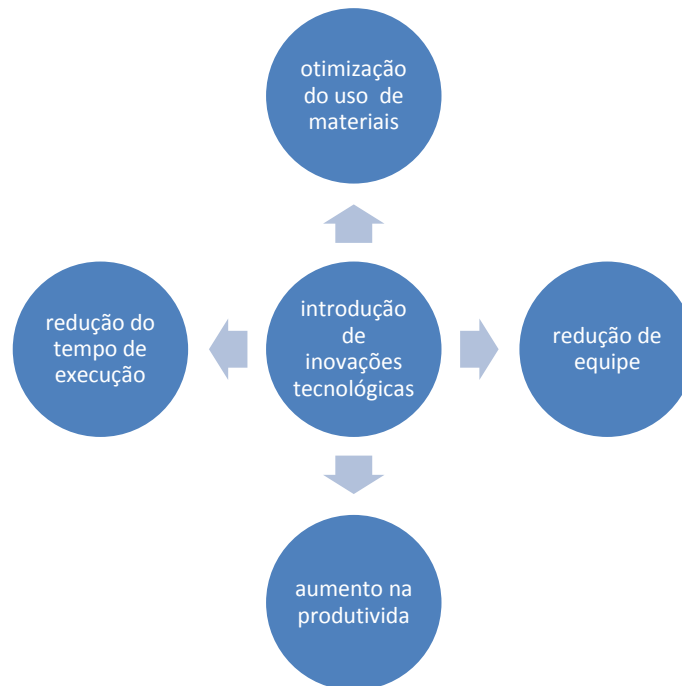 otimização
do uso de
materiais
redução do
tempo de
execução
introdução
de
inovações
tecnológicas
redução de
equipe
aumento na
produtivida